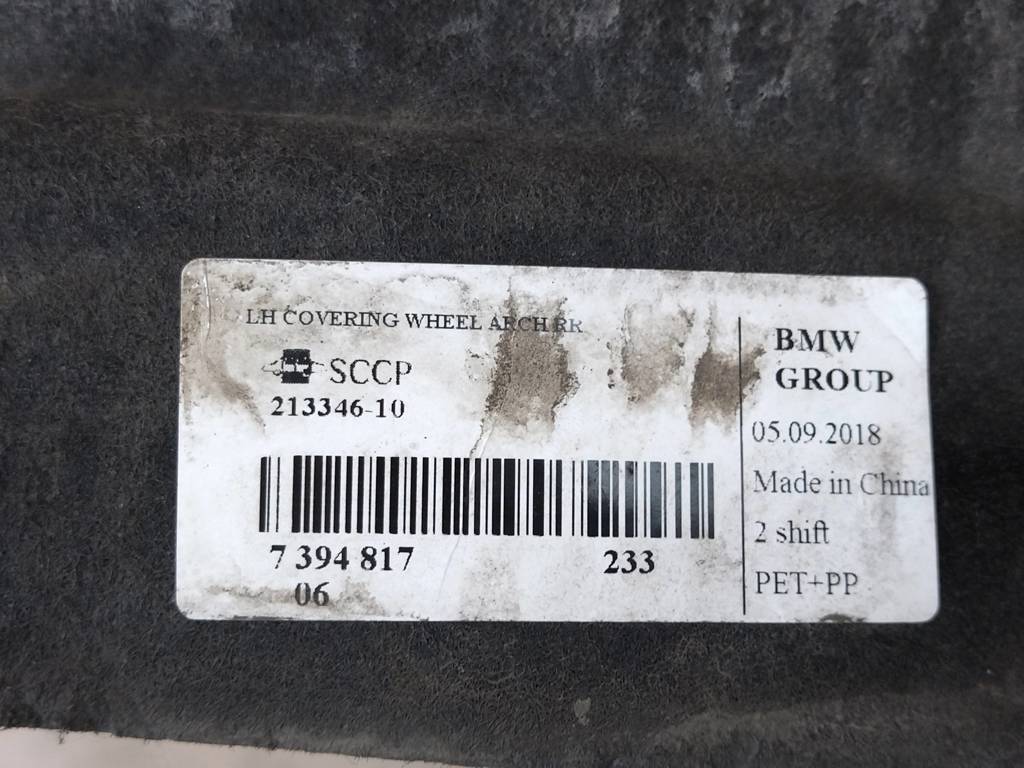 LH COVERING WHEEL ARCH RR
SCCP
213346-10
7 394 817
233
06
BMW
GROUP
05.09.2018
Made in China
2 shift
PET+PP